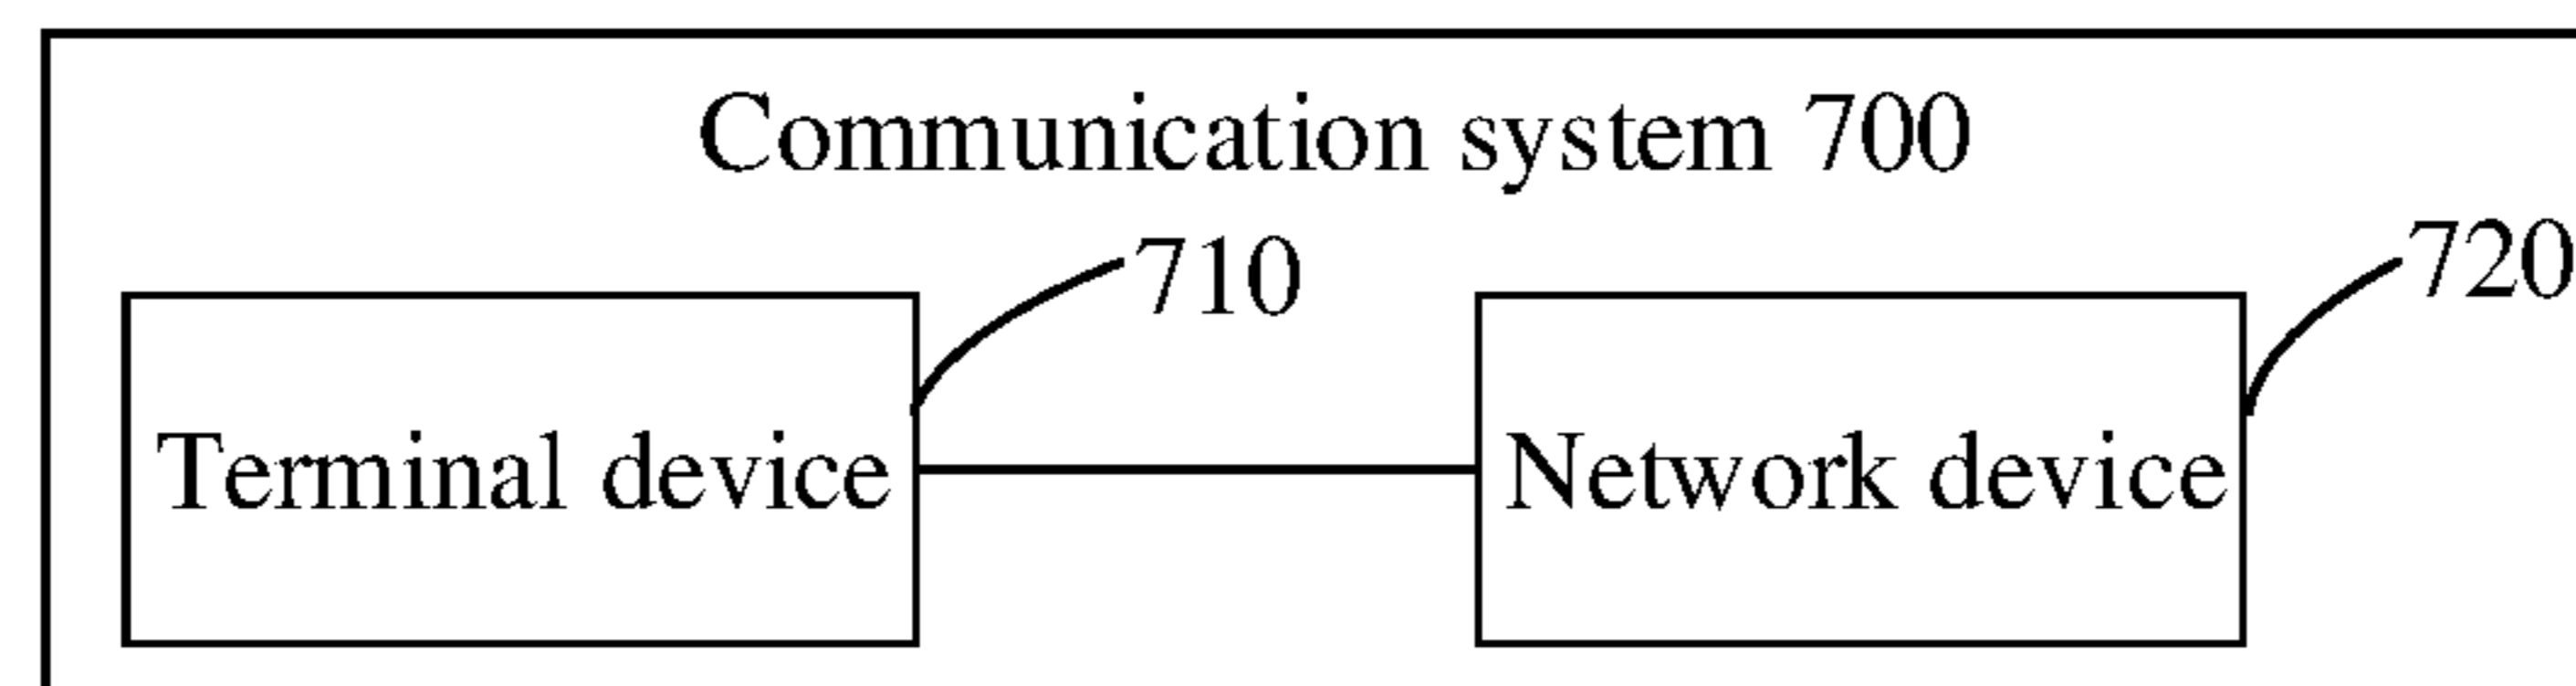 Communication system 700
710
720
Terminal device
Network device